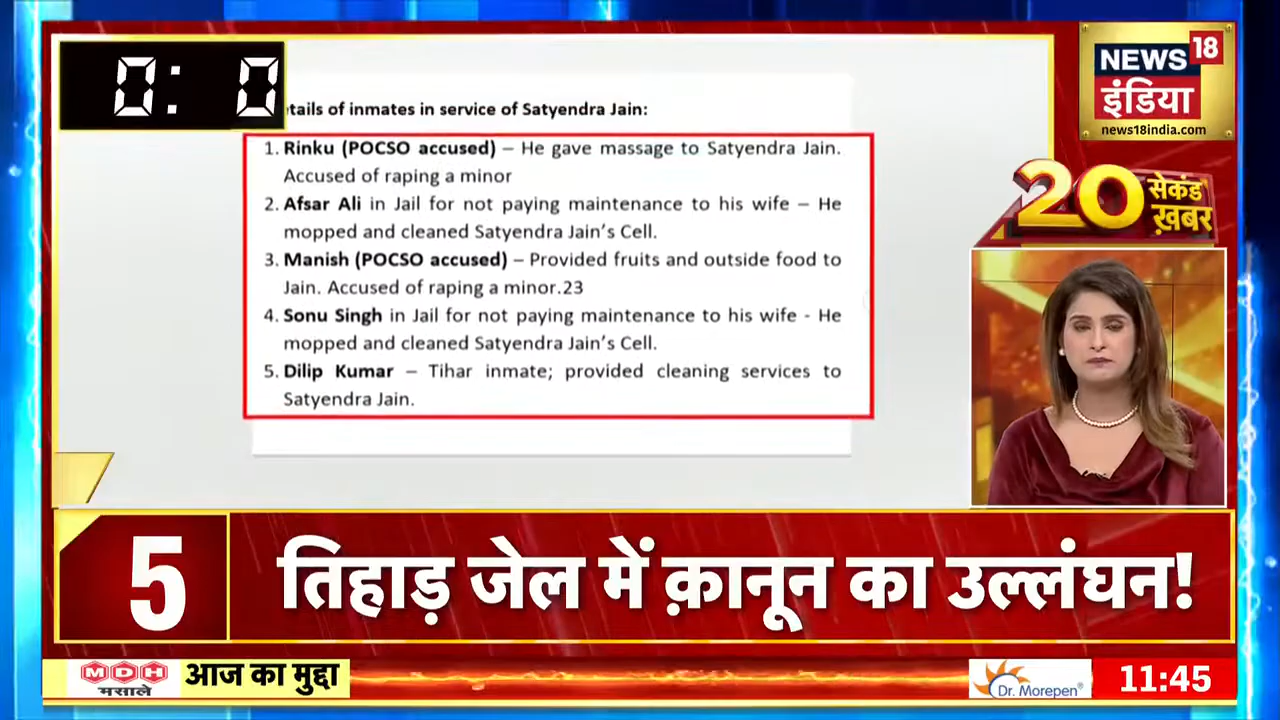 0: 0
etails of inmates in service of Satyendra Jain:
1. Rinku (POCSO accused) – He gave massage to Satyendra Jain.
Accused of raping a minor
2. Afsar Ali in Jail for not paying maintenance to his wife – He
mopped and cleaned Satyendra Jain's Cell.
3. Manish (POCSO accused) – Provided fruits and outside food to
Jain. Accused of raping a minor.23
4. Sonu Singh in Jail for not paying maintenance to his wife - He
mopped and cleaned Satyendra Jain's Cell.
5. Dilip Kumar – Tihar inmate; provided cleaning services to
Satyendra Jain.
NEWS 18
इंडिया
news18india.com
20 सेकंड
ख़बर
5 तिहाड़ जेल में क़ानून का उल्लंघन!
MDH
मसाले
आज का मुद्दा
Dr. Morepen®
11:45